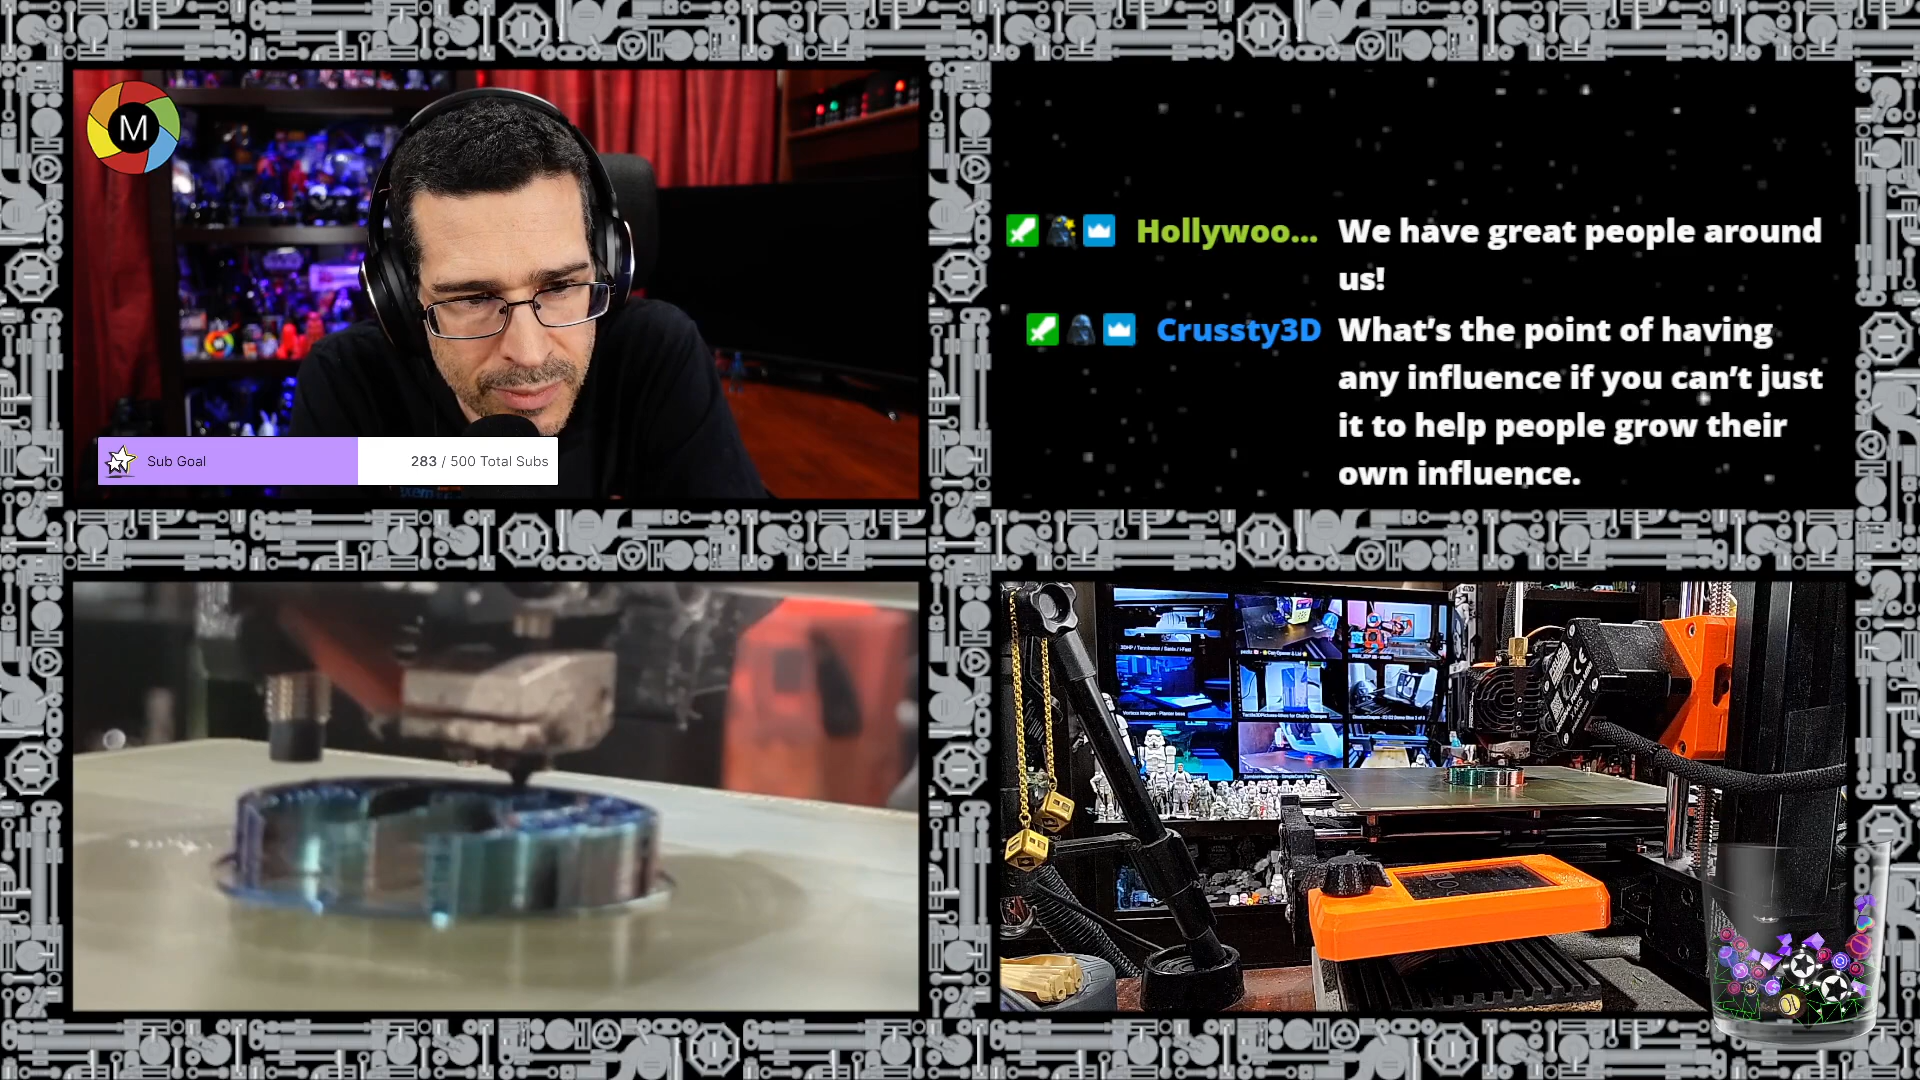 M
Sub Goal
283 / 500 Total Subs
Hollywoo... We have great people around
us!
Crussty3D What's the point of having
any influence if you can't just
it to help people grow their
own influence.